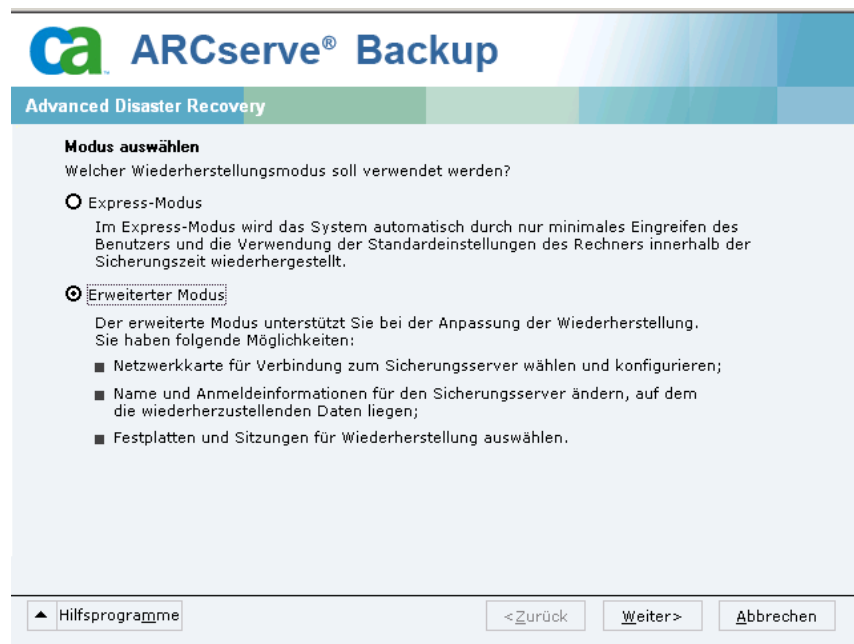 ca
ARCserve® Backup
Advanced Disaster Recovery
Modus auswählen
Welcher Wiederherstellungsmodus soll verwendet werden?
Express-Modus
Im Express-Modus wird das System automatisch durch nur minimales Eingreifen des
Benutzers und die Verwendung der Standardeinstellungen des Rechners innerhalb der
Sicherungszeit wiederhergestellt.
Erweiterter Modus
Der erweiterte Modus unterstützt Sie bei der Anpassung der Wiederherstellung.
Sie haben folgende Möglichkeiten:
Netzwerkkarte für Verbindung zum Sicherungsserver wählen und konfigurieren;
Name und Anmeldeinformationen für den Sicherungsserver ändern, auf dem
die wiederherzustellenden Daten liegen;
Festplatten und Sitzungen für Wiederherstellung auswählen.
Hilfsprogramme
<Zurück
Weiter>
Abbrechen